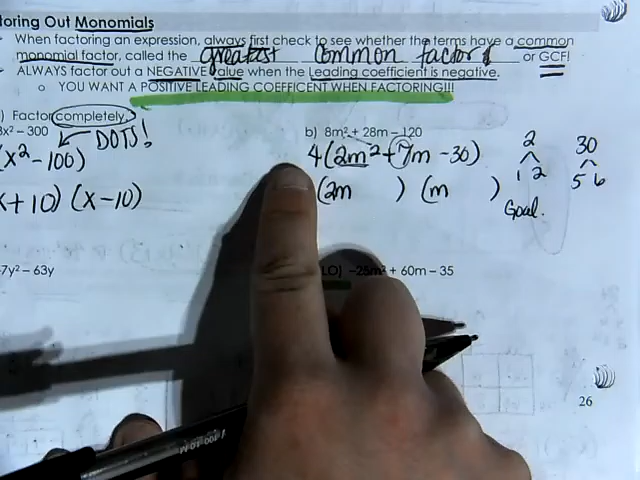 toring Out Monomials
When factoring an expression, always first check to see whether the terms have a common
monomial factor, called the greatest common factor or GCF!
ALWAYS factor out a NEGATIVE value when the Leading coefficient is negative.
o YOU WANT A POSITIVE LEADING COEFFICENT WHEN FACTORING!!!
) Factor completely. DOTS!
3x² – 300
(x² - 100)
x + 10) (x - 10)
b) 8m² + 28m – 120
4(2m² + 7m - 30)
(2m ) (m )
2
1 2
30
5 6
Goal.
7y² – 63y
LO) –25m² + 60m – 35
26